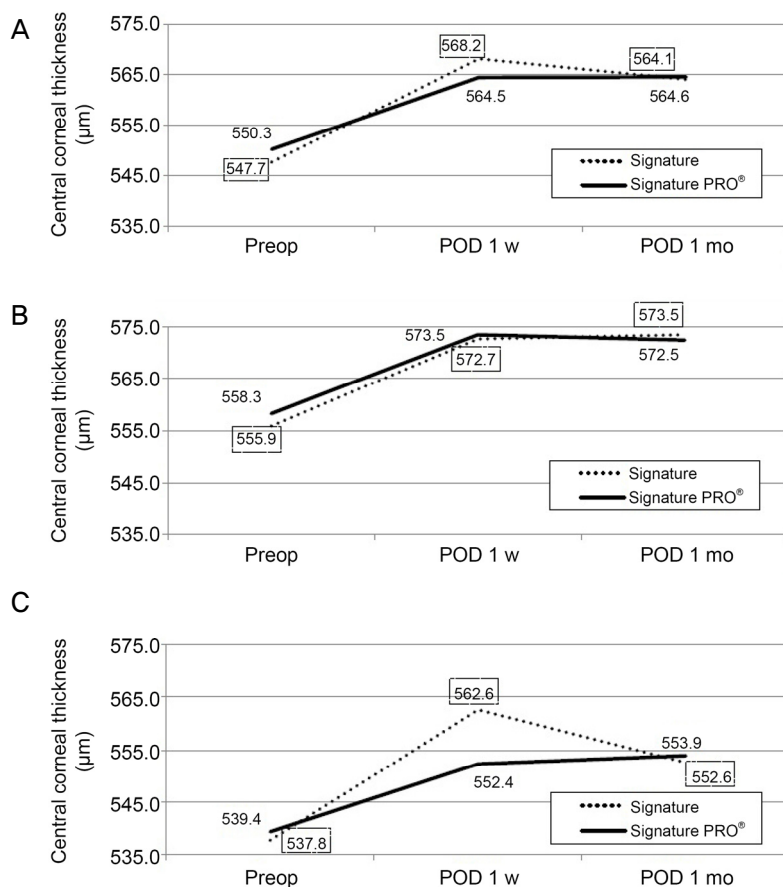 A
Central corneal thickness
(µm)
575.0
565.0
555.0
545.0
535.0
568.2
564.1
564.5
564.6
550.3
547.7
Signature
Signature PRO®
Preop
POD 1 w
POD 1 mo
B
Central corneal thickness
(µm)
575.0
565.0
555.0
545.0
535.0
573.5
573.5
572.7
572.5
558.3
555.9
Signature
Signature PRO®
Preop
POD 1 w
POD 1 mo
C
Central corneal thickness
(µm)
575.0
565.0
555.0
545.0
535.0
562.6
553.9
552.4
552.6
539.4
537.8
Signature
Signature PRO®
Preop
POD 1 w
POD 1 mo